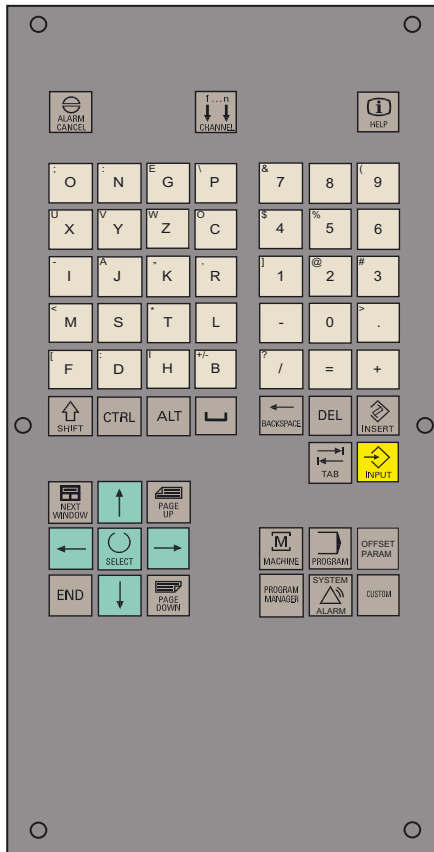 ALARM CANCEL
1...n CHANNEL
HELP
; O : N E G \ P & 7 8 ( 9
U X V Y W Z O C $ 4 % 5 6
- I A J " K , R ] 1 @ 2 # 3
< M S * T L - 0 > .
[ F : D I H +/- B ? / = +
SHIFT CTRL ALT BACKSPACE DEL INSERT
TAB INPUT
NEXT WINDOW PAGE UP
SELECT
END PAGE DOWN
M MACHINE PROGRAM OFFSET PARAM
PROGRAM MANAGER SYSTEM ALARM CUSTOM